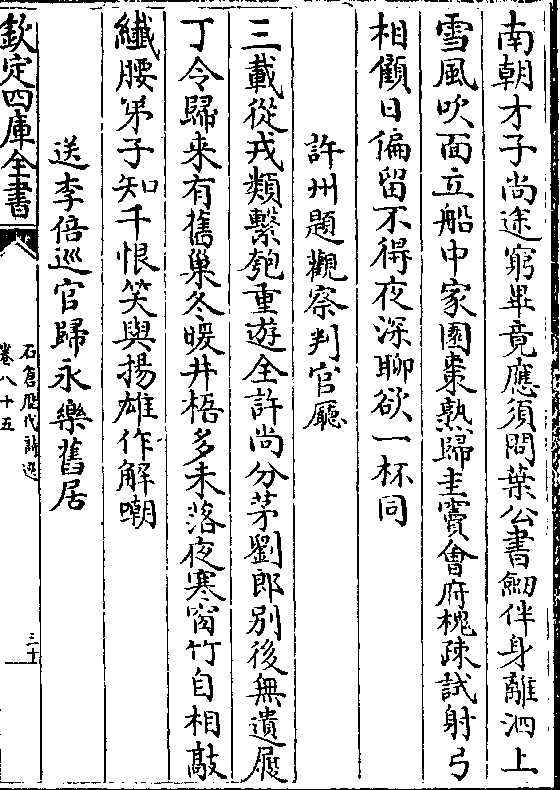 南朝才子尚途窮畢竟應須問葉公書劒伴身離泗上
雪風吹面立船中家園棗熟歸圭竇會府槐疎試射弓
相顧日偏留不得夜深聊欲一杯同
許州題觀察判官廳
三載從戎類繫匏重遊全許尚分茅劉郎別後無遺履
丁令歸来有舊巢冬暖井梧多未落夜寒窗竹自相敲
纎腰弟子知千恨笑與揚雄作解嘲
送李倍巡官歸永樂舊居
欽定四庫全書
石倉歷代詩選
卷八十五
三十